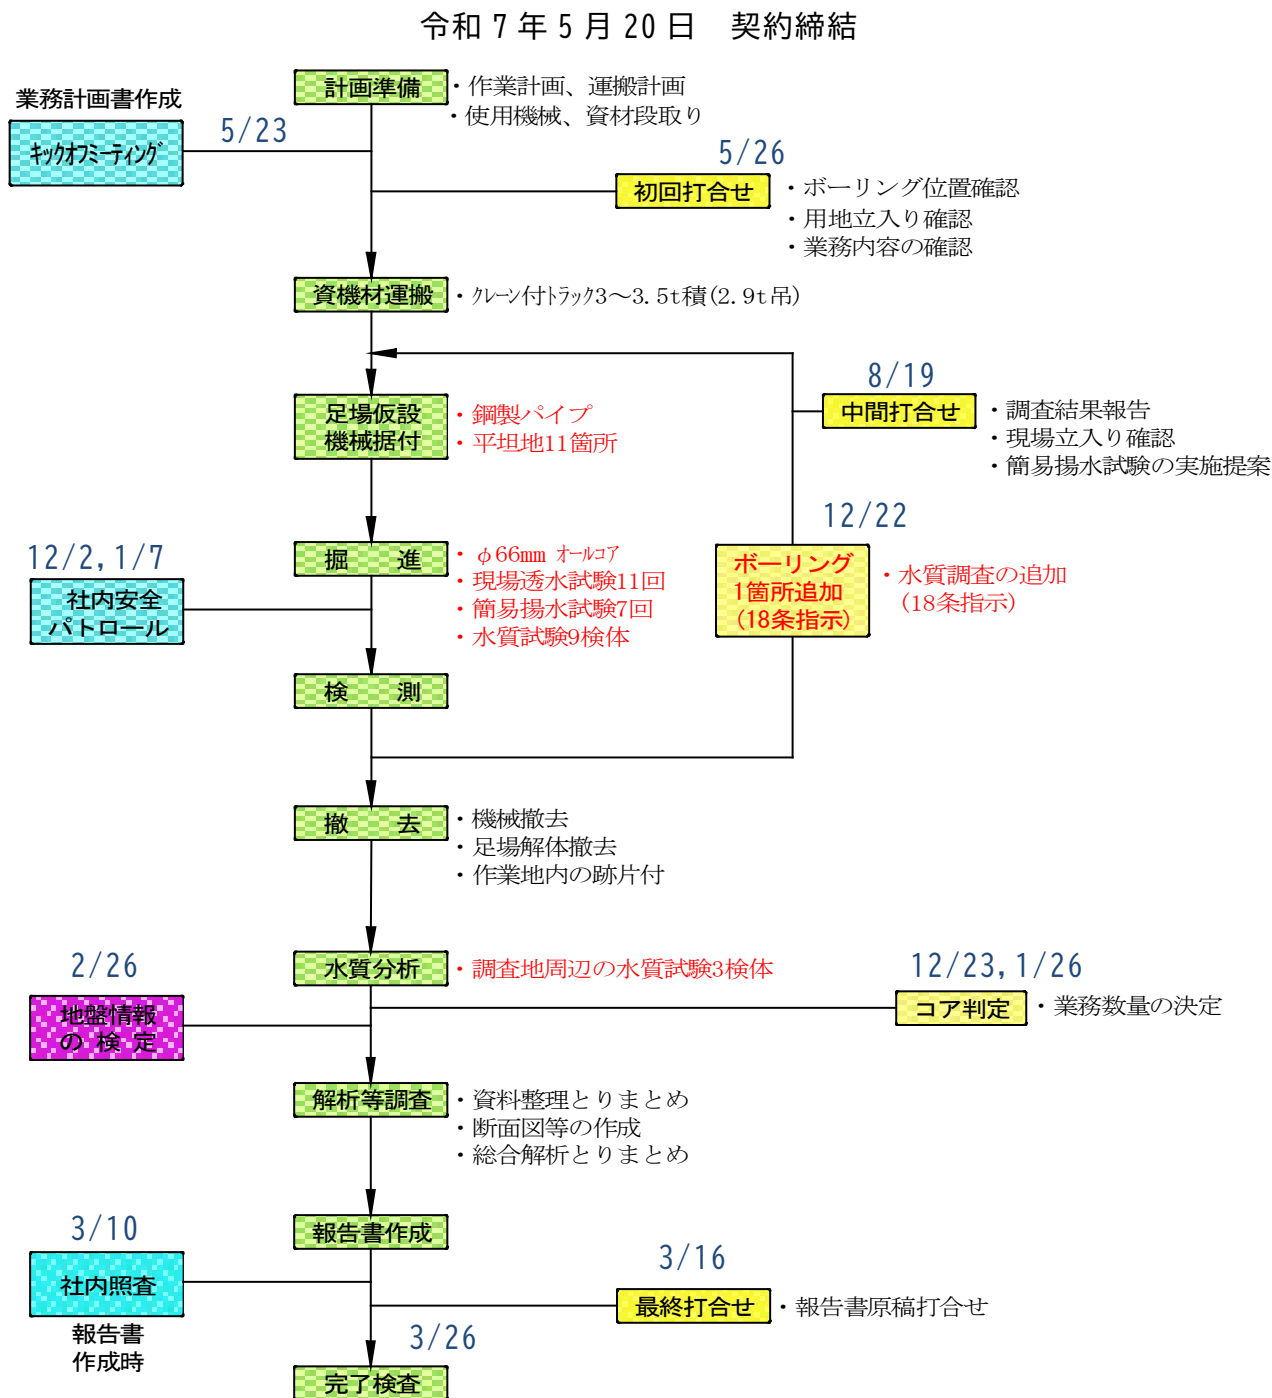 令和7年5月20日　契約締結
計画準備
・作業計画、運搬計画
・使用機械、資材段取り
業務計画書作成
ｷｯｸｵﾌﾐｰﾃｨﾝｸﾞ
5/23
5/26
初回打合せ
・ボーリング位置確認
・用地立入り確認
・業務内容の確認
資機材運搬
・ｸﾚｰﾝ付ﾄﾗｯｸ3～3.5t積(2.9t吊)
8/19
中間打合せ
・調査結果報告
・現場立入り確認
・簡易揚水試験の実施提案
足場仮設
機械据付
・鋼製パイプ
・平坦地11箇所
12/22
ボーリング
1箇所追加
(18条指示)
・水質調査の追加
(18条指示)
12/2,1/7
社内安全
パトロール
掘　進
・φ66mm ｵｰﾙｺｱ
・現場透水試験11回
・簡易揚水試験7回
・水質試験9検体
検　測
撤　去
・機械撤去
・足場解体撤去
・作業地内の跡片付
水質分析
・調査地周辺の水質試験3検体
2/26
地盤情報
の検定
12/23,1/26
コア判定
・業務数量の決定
解析等調査
・資料整理とりまとめ
・断面図等の作成
・総合解析とりまとめ
報告書作成
3/10
社内照査
報告書
作成時
3/16
最終打合せ
・報告書原稿打合せ
3/26
完了検査